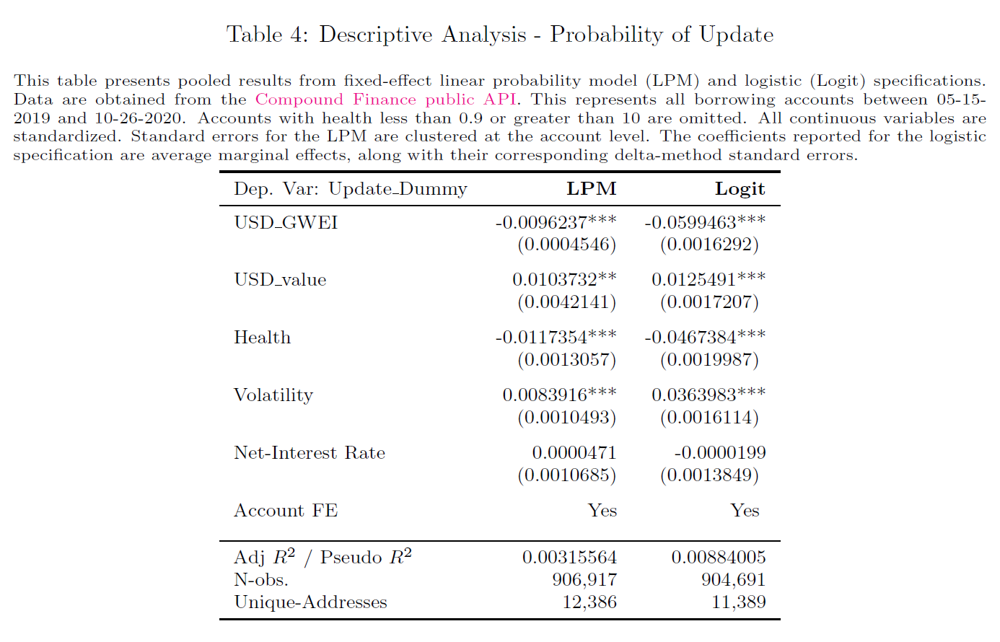 Table 4: Descriptive Analysis - Probability of Update
This table presents pooled results from fixed-effect linear probability model (LPM) and logistic (Logit) specifications.
Data are obtained from the Compound Finance public API. This represents all borrowing accounts between 05-15-
2019 and 10-26-2020. Accounts with health less than 0.9 or greater than 10 are omitted. All continuous variables are
standardized. Standard errors for the LPM are clustered at the account level. The coefficients reported for the logistic
specification are average marginal effects, along with their corresponding delta-method standard errors.
Dep. Var: Update_Dummy LPM Logit
USD_GWEI -0.0096237*** -0.0599463***
(0.0004546) (0.0016292)
USD_value 0.0103732** 0.0125491***
(0.0042141) (0.0017207)
Health -0.0117354*** -0.0467384***
(0.0013057) (0.0019987)
Volatility 0.0083916*** 0.0363983***
(0.0010493) (0.0016114)
Net-Interest Rate 0.0000471 -0.0000199
(0.0010685) (0.0013849)
Account FE Yes Yes
Adj R² / Pseudo R² 0.00315564 0.00884005
N-obs. 906,917 904,691
Unique-Addresses 12,386 11,389